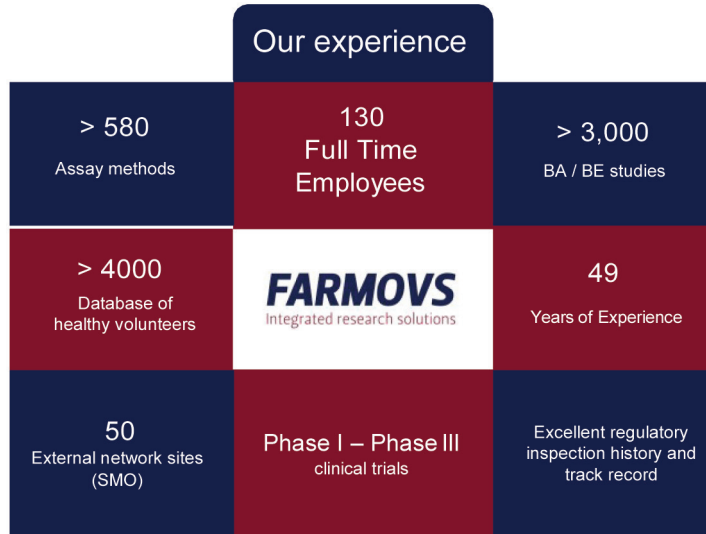 Our experience
> 580
Assay methods
130
Full Time
Employees
> 3,000
BA / BE studies
> 4000
Database of
healthy volunteers
FARMOVS
Integrated research solutions
49
Years of Experience
50
External network sites
(SMO)
Phase I – Phase III
clinical trials
Excellent regulatory
inspection history and
track record